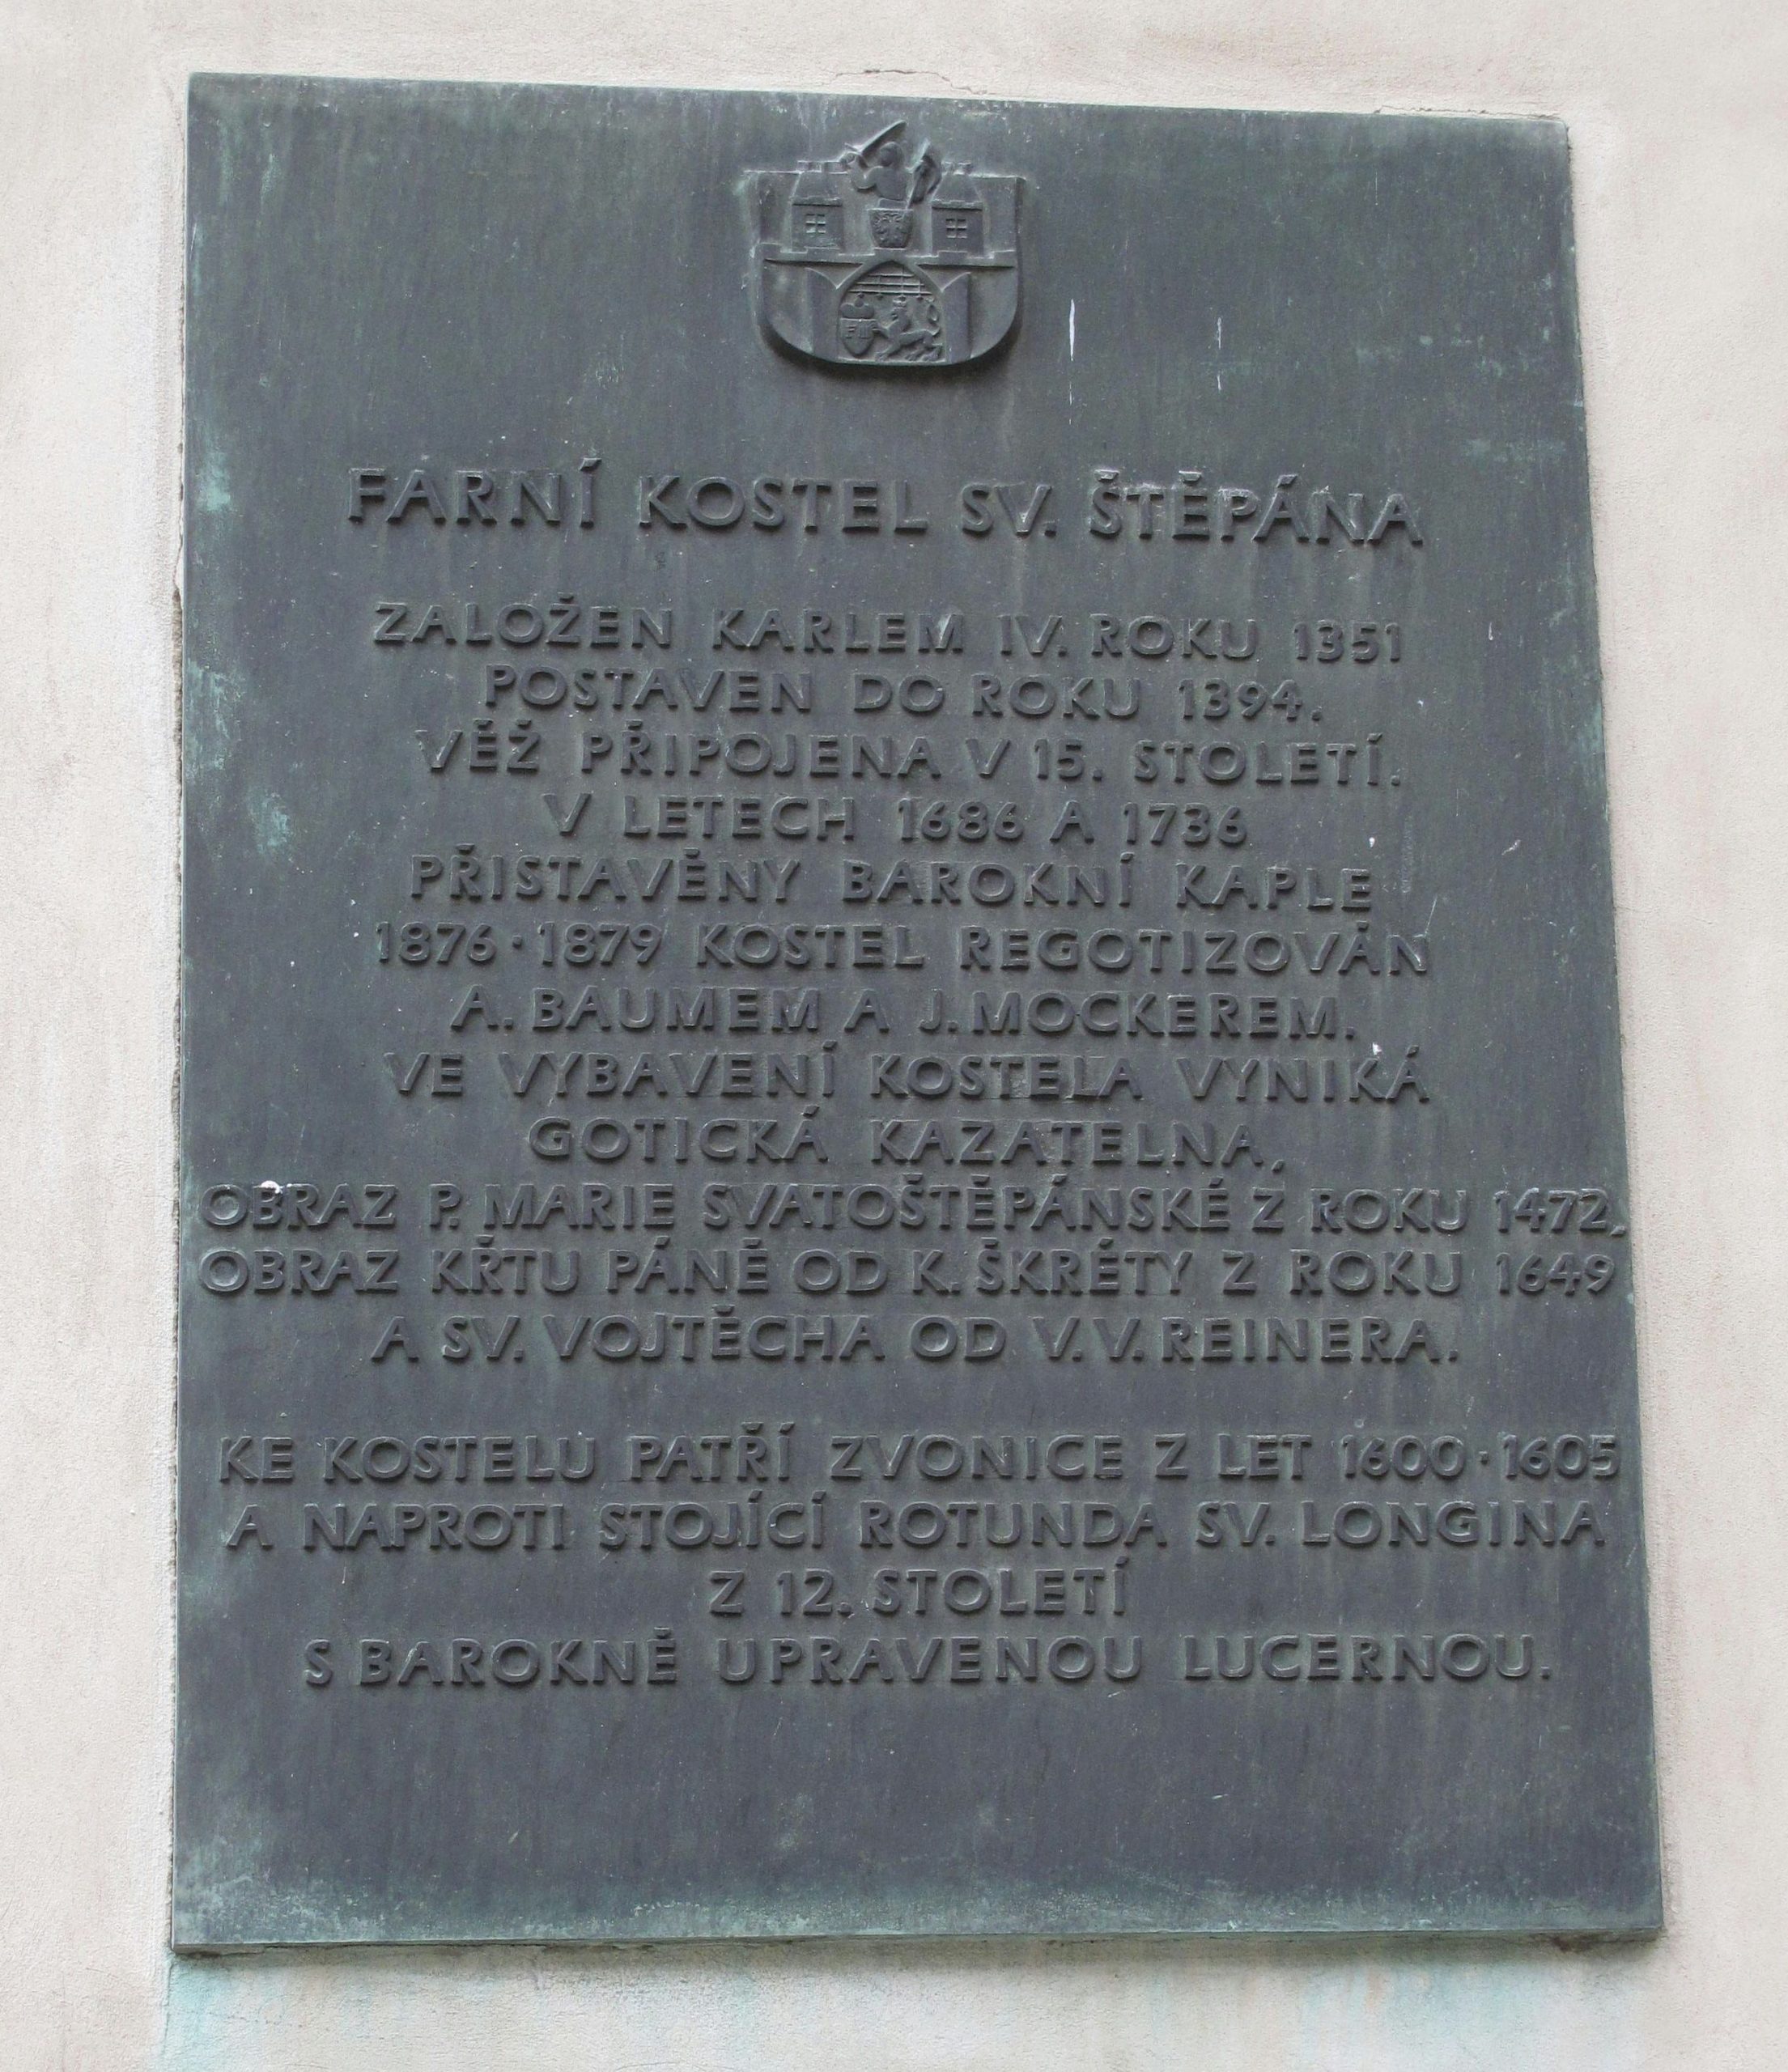 FARNÍ KOSTEL SV. ŠTĚPÁNA
ZALOŽEN KARLEM IV. ROKU 1351
POSTAVEN DO ROKU 1394.
VĚŽ PŘIPOJENA V 15. STOLETÍ.
V LETECH 1686 A 1736
PŘISTAVĚNY BAROKNÍ KAPLE
1876·1879 KOSTEL REGOTIZOVÁN
A. BAUMEM A J. MOCKEREM.
VE VYBAVENÍ KOSTELA VYNIKÁ
GOTICKÁ KAZATELNA,
OBRAZ P. MARIE SVATOŠTĚPÁNSKÉ Z ROKU 1472,
OBRAZ KŘTU PÁNĚ OD K. ŠKRÉTY Z ROKU 1649
A SV. VOJTĚCHA OD V. V. REINERA.
KE KOSTELU PATŘÍ ZVONICE Z LET 1600·1605
A NAPROTI STOJÍCÍ ROTUNDA SV. LONGINA
Z 12. STOLETÍ
S BAROKNĚ UPRAVENOU LUCERNOU.